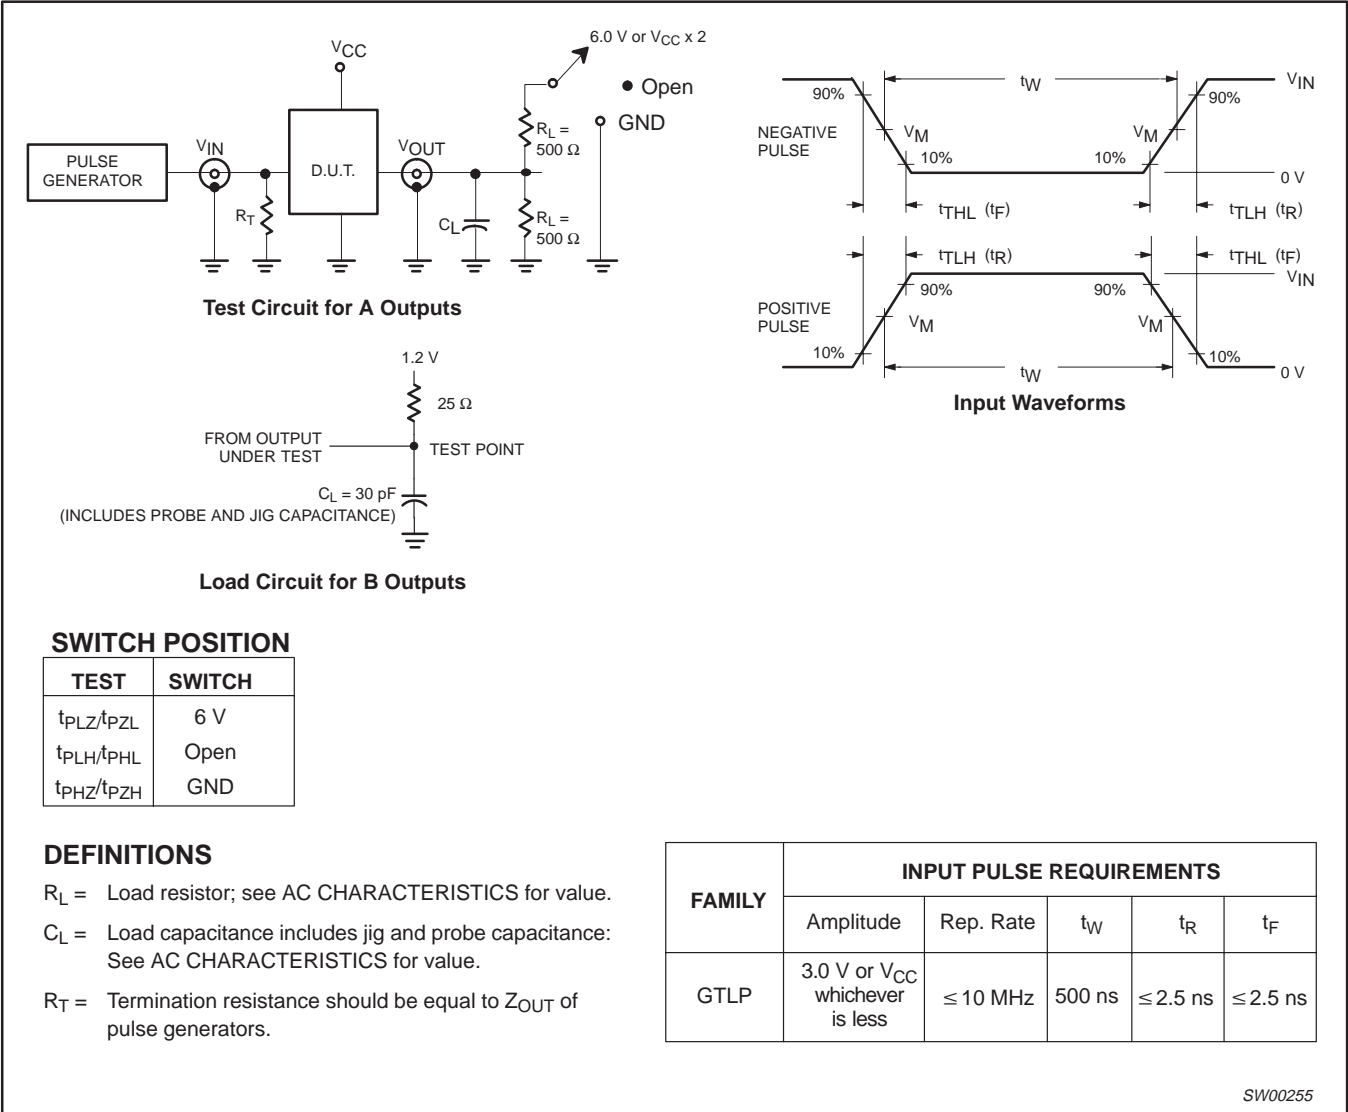 6.0 V or VCC x 2
VCC
Open
GND
RL =
500 Ω
VIN
VOUT
PULSE
GENERATOR
D.U.T.
RT
CL
RL =
500 Ω
Test Circuit for A Outputs
1.2 V
25 Ω
FROM OUTPUT
UNDER TEST
TEST POINT
CL = 30 pF
(INCLUDES PROBE AND JIG CAPACITANCE)
Load Circuit for B Outputs
tW
VIN
90%
90%
NEGATIVE
PULSE
VM
VM
10%
10%
0 V
tTHL (tF)
tTLH (tR)
tTLH (tR)
tTHL (tF)
VIN
90%
90%
POSITIVE
PULSE
VM
VM
10%
10%
tW
0 V
Input Waveforms
SWITCH POSITION
TEST SWITCH
tPLZ/tPZL 6 V
tPLH/tPHL Open
tPHZ/tPZH GND
DEFINITIONS
RL = Load resistor; see AC CHARACTERISTICS for value.
CL = Load capacitance includes jig and probe capacitance:
See AC CHARACTERISTICS for value.
RT = Termination resistance should be equal to ZOUT of
pulse generators.
FAMILY
INPUT PULSE REQUIREMENTS
Amplitude Rep. Rate tW tR tF
GTLP
3.0 V or VCC
whichever
is less
≤ 10 MHz 500 ns ≤ 2.5 ns ≤ 2.5 ns
SW00255